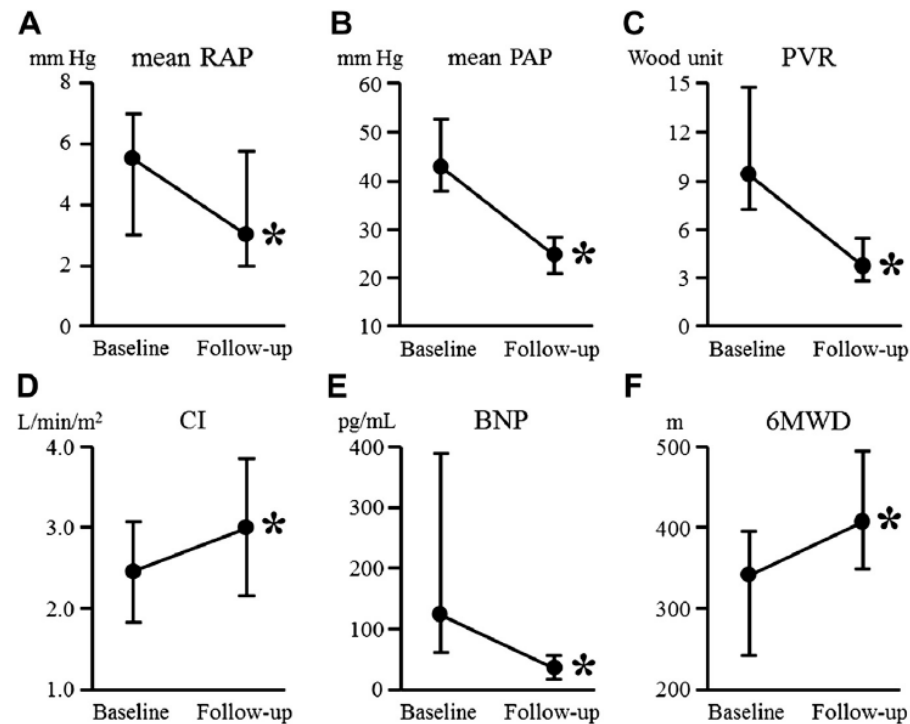 A
mm Hg mean RAP
8
6
4
2
0
Baseline Follow-up
*
B
mm Hg mean PAP
60
50
40
30
20
10
Baseline Follow-up
*
C
Wood unit PVR
15
12
9
6
3
0
Baseline Follow-up
*
D
L/min/m² CI
4.0
3.0
2.0
1.0
Baseline Follow-up
*
E
pg/mL BNP
400
300
200
100
0
Baseline Follow-up
*
F
m 6MWD
500
400
300
200
Baseline Follow-up
*